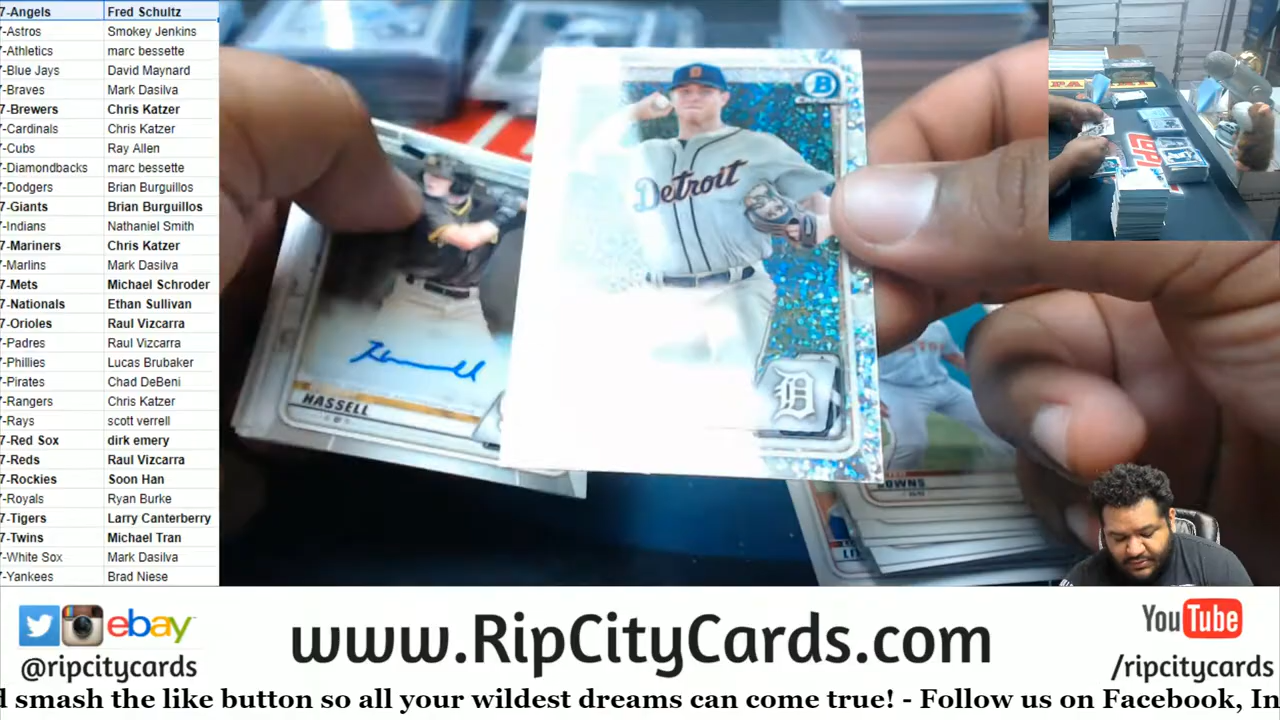 7-Angels Fred Schultz
7-Astros Smokey Jenkins
7-Athletics marc bessette
7-Blue Jays David Maynard
7-Braves Mark Dasilva
7-Brewers Chris Katzer
7-Cardinals Chris Katzer
7-Cubs Ray Allen
7-Diamondbacks marc bessette
7-Dodgers Brian Burguillos
7-Giants Brian Burguillos
7-Indians Nathaniel Smith
7-Mariners Chris Katzer
7-Marlins Mark Dasilva
7-Mets Michael Schroder
7-Nationals Ethan Sullivan
7-Orioles Raul Vizcarra
7-Padres Raul Vizcarra
7-Phillies Lucas Brubaker
7-Pirates Chad DeBeni
7-Rangers Chris Katzer
7-Rays scott verrell
7-Red Sox dirk emery
7-Reds Raul Vizcarra
7-Rockies Soon Han
7-Royals Ryan Burke
7-Tigers Larry Canterberry
7-Twins Michael Tran
7-White Sox Mark Dasilva
7-Yankees Brad Niese
B
Chrome
D
Detroit
D
HASSELL
OWNS
ebay
@ripcitycards
www.RipCityCards.com
YouTube
/ripcitycards
d smash the like button so all your wildest dreams can come true! - Follow us on Facebook, In